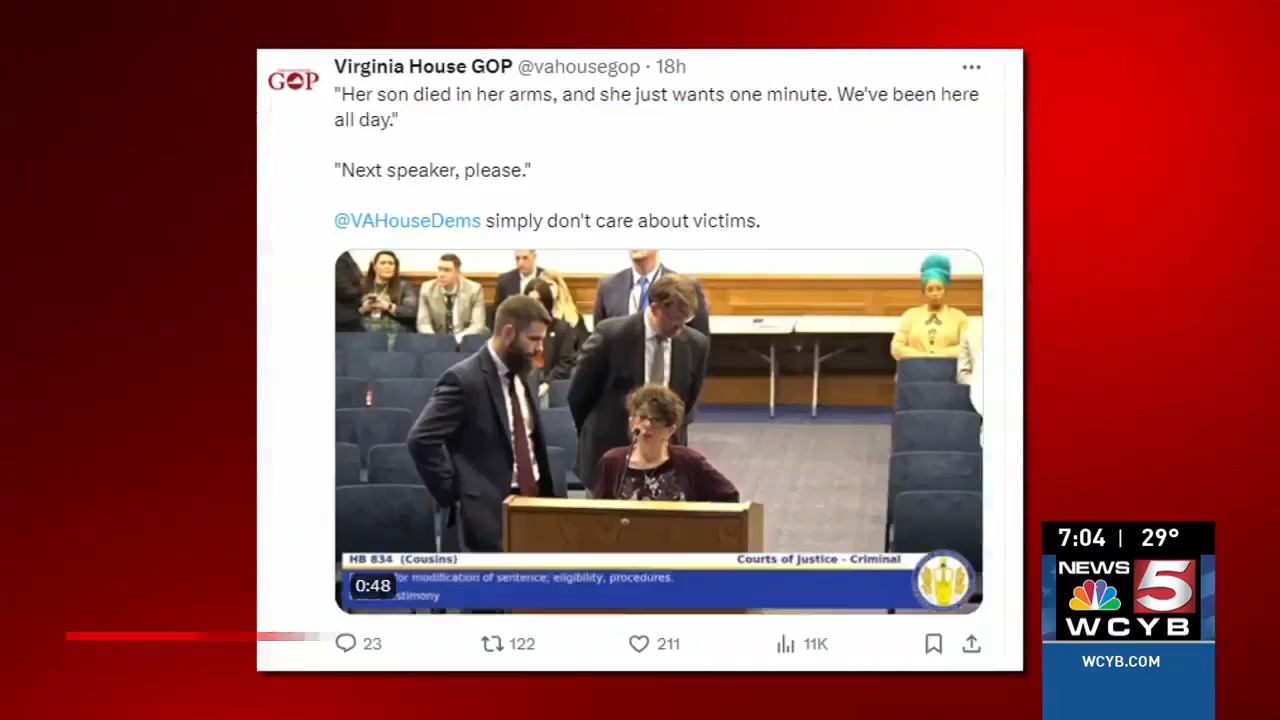 GOP
Virginia House GOP @vahousegop · 18h
"Her son died in her arms, and she just wants one minute. We've been here
all day."
"Next speaker, please."
@VAHouseDems simply don't care about victims.
HB 834 (Cousins)
Courts of Justice - Criminal
for modification of sentence; eligibility, procedures.
0:48
23
122
211
11K
7:04 | 29°
NEWS 5
WCYB
WCYB.COM